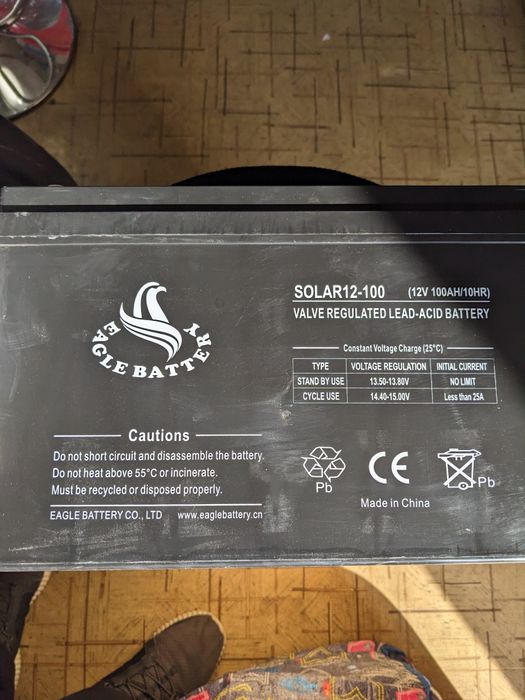 EAGLE BATTERY
SOLAR12-100 (12V 100AH/10HR)
VALVE REGULATED LEAD-ACID BATTERY
Constant Voltage Charge (25°C)
TYPE VOLTAGE REGULATION INITIAL CURRENT
STAND BY USE 13.50-13.80V NO LIMIT
CYCLE USE 14.40-15.00V Less than 25A
Cautions
Do not short circuit and disassemble the battery.
Do not heat above 55°C or incinerate.
Must be recycled or disposed properly.
EAGLE BATTERY CO., LTD www.eaglebattery.cn
Pb CE Pb
Made in China